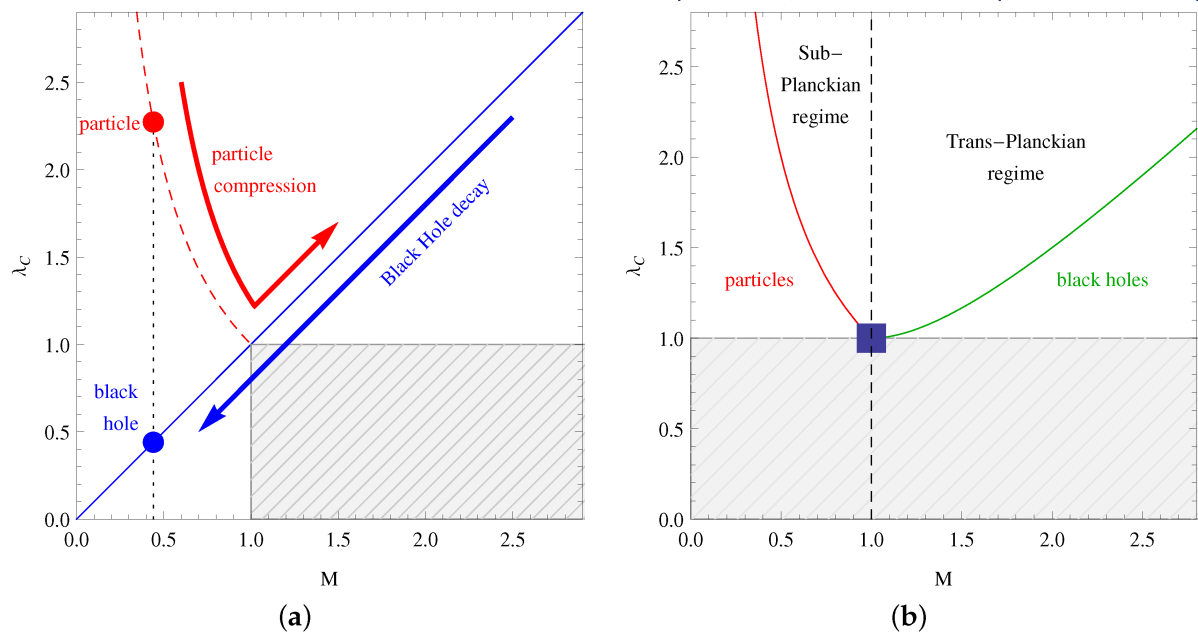 2.5
2.0
1.5
1.0
0.5
0.0
λC
particle
particle
compression
Black Hole decay
black
hole
0.0 0.5 1.0 1.5 2.0 2.5
M
(a)
2.5
2.0
1.5
1.0
0.5
0.0
λC
Sub−
Planckian
regime
Trans−Planckian
regime
particles
black holes
0.0 0.5 1.0 1.5 2.0 2.5
M
(b)